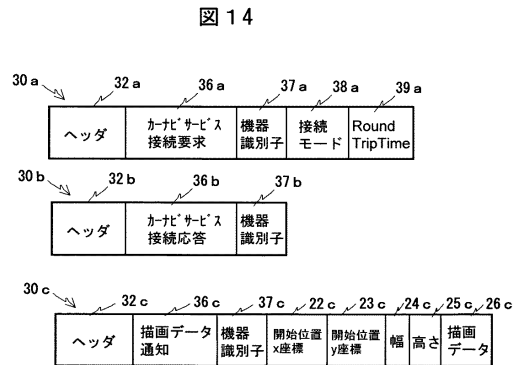 図14
30a 32a 36a 37a 38a 39a
ヘッダ
カーナビサービス
接続要求
機器
識別子
接続
モード
Round
TripTime
30b 32b 36b 37b
ヘッダ
カーナビサービス
接続応答
機器
識別子
30c 32c 36c 37c 22c 23c 24c 25c 26c
ヘッダ
描画データ
通知
機器
識別子
開始位置
x座標
開始位置
y座標
幅
高さ
描画
データ